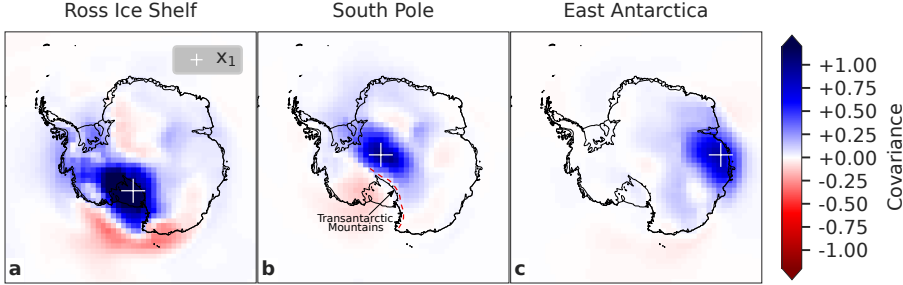 Ross Ice Shelf
South Pole
East Antarctica
x₁
Transantarctic
Mountains
a
b
c
+1.00
+0.75
+0.50
+0.25
+0.00
-0.25
-0.50
-0.75
-1.00
Covariance